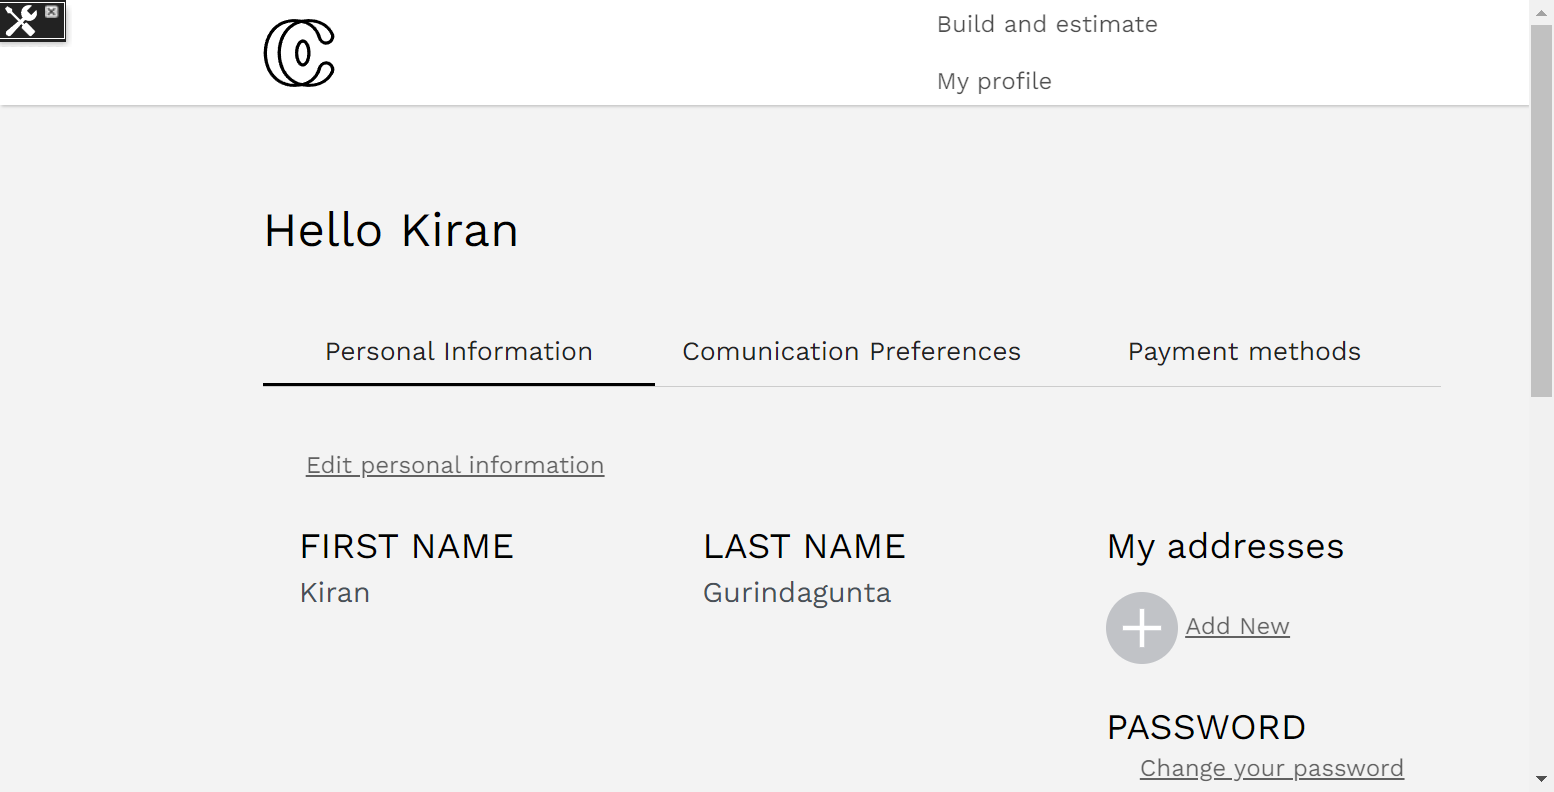 Build and estimate
My profile
Hello Kiran
Personal Information
Comunication Preferences
Payment methods
Edit personal information
FIRST NAME
Kiran
LAST NAME
Gurindagunta
My addresses
Add New
PASSWORD
Change your password